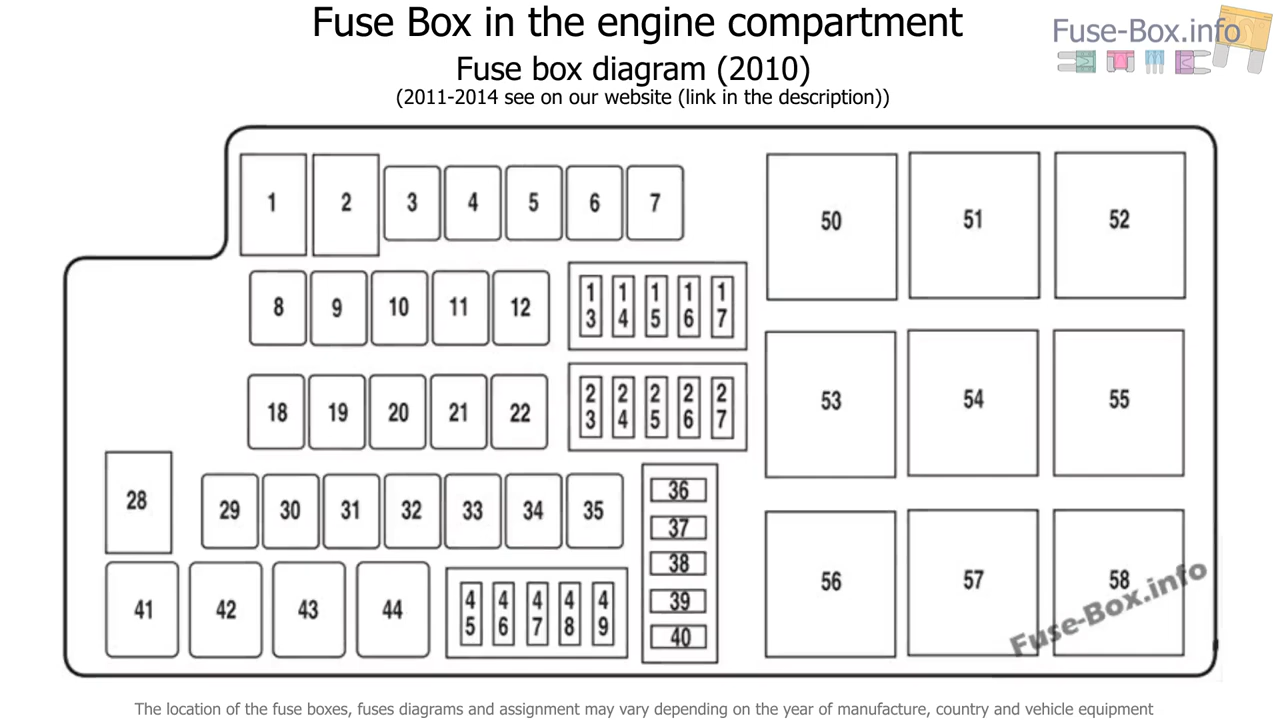 Fuse Box in the engine compartment
Fuse-Box.info
Fuse box diagram (2010)
(2011-2014 see on our website (link in the description))
1 2 3 4 5 6 7 50 51 52
8 9 10 11 12 13 14 15 16 17
18 19 20 21 22 23 24 25 26 27 53 54 55
28 29 30 31 32 33 34 35 36
37
38
39
40
41 42 43 44 45 46 47 48 49 56 57 58
Fuse-Box.info
The location of the fuse boxes, fuses diagrams and assignment may vary depending on the year of manufacture, country and vehicle equipment